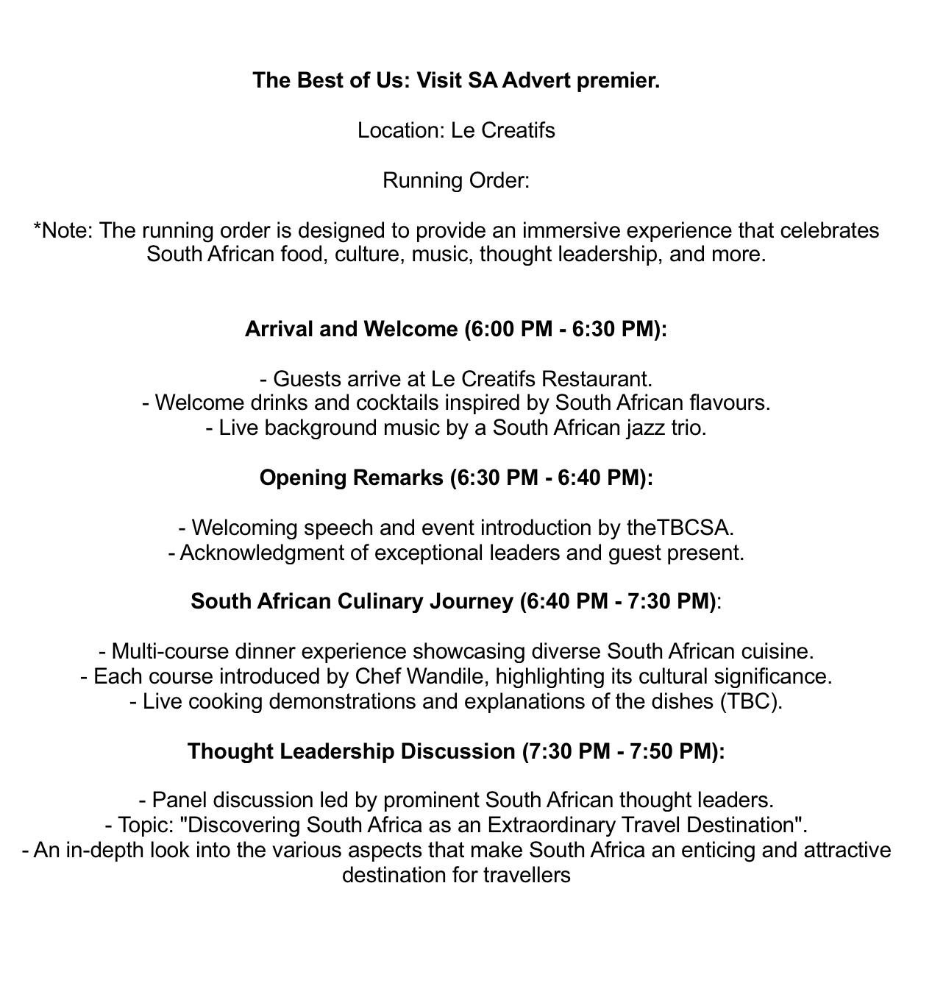 The Best of Us: Visit SA Advert premier.
Location: Le Creatifs
Running Order:
*Note: The running order is designed to provide an immersive experience that celebrates
South African food, culture, music, thought leadership, and more.
Arrival and Welcome (6:00 PM - 6:30 PM):
- Guests arrive at Le Creatifs Restaurant.
- Welcome drinks and cocktails inspired by South African flavours.
- Live background music by a South African jazz trio.
Opening Remarks (6:30 PM - 6:40 PM):
- Welcoming speech and event introduction by theTBCSA.
- Acknowledgment of exceptional leaders and guest present.
South African Culinary Journey (6:40 PM - 7:30 PM):
- Multi-course dinner experience showcasing diverse South African cuisine.
- Each course introduced by Chef Wandile, highlighting its cultural significance.
- Live cooking demonstrations and explanations of the dishes (TBC).
Thought Leadership Discussion (7:30 PM - 7:50 PM):
- Panel discussion led by prominent South African thought leaders.
- Topic: "Discovering South Africa as an Extraordinary Travel Destination".
- An in-depth look into the various aspects that make South Africa an enticing and attractive
destination for travellers